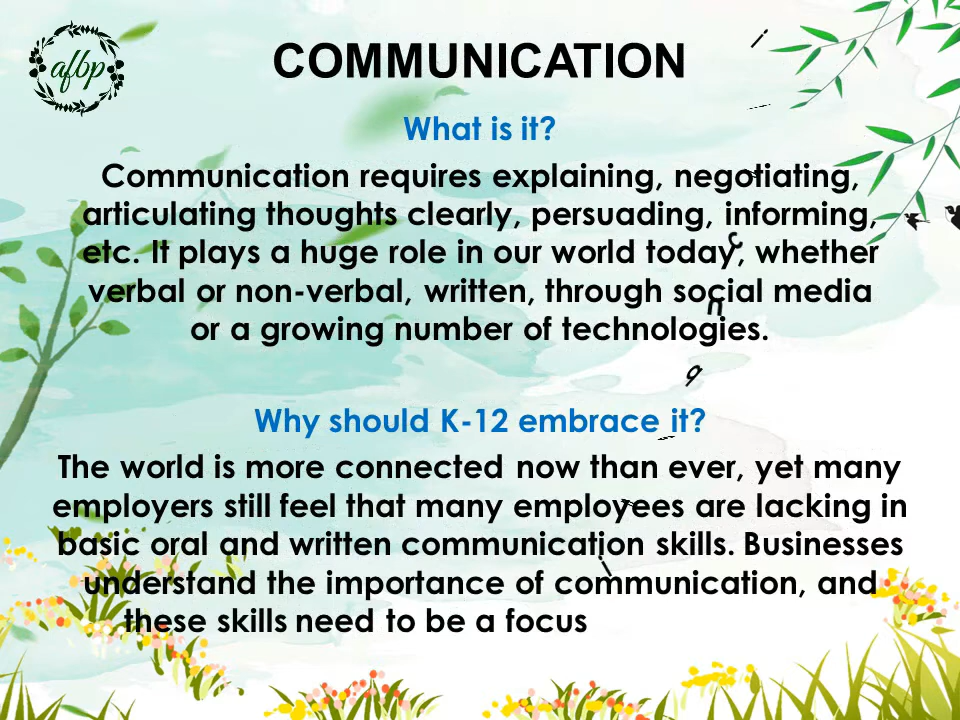 afbp
COMMUNICATION
What is it?
Communication requires explaining, negotiating,
articulating thoughts clearly, persuading, informing,
etc. It plays a huge role in our world today, whether
verbal or non-verbal, written, through social media
or a growing number of technologies.
Why should K-12 embrace it?
The world is more connected now than ever, yet many
employers still feel that many employees are lacking in
basic oral and written communication skills. Businesses
understand the importance of communication, and
these skills need to be a focus